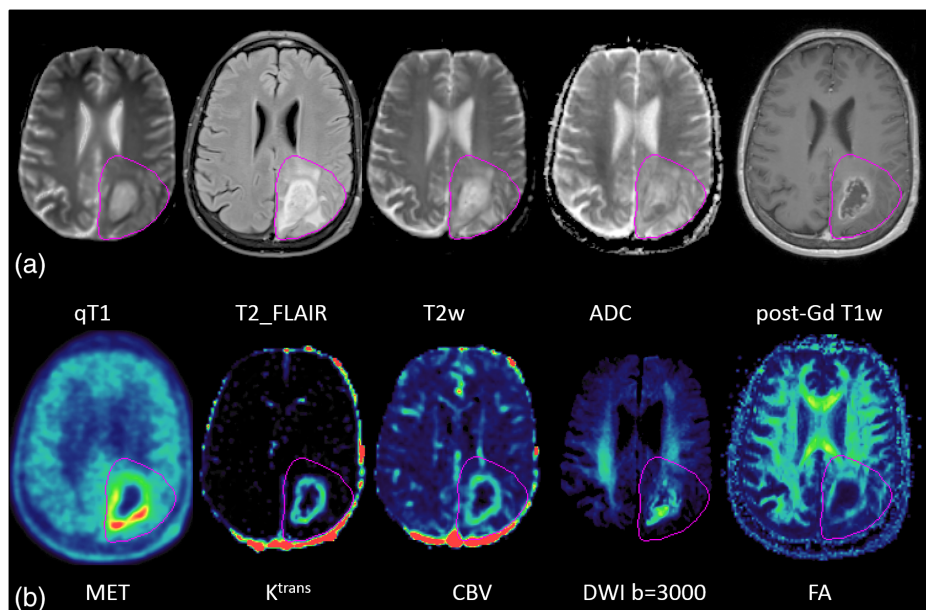 (a)
qT1 T2_FLAIR T2w ADC post-Gd T1w
(b)
MET Ktrans CBV DWI b=3000 FA